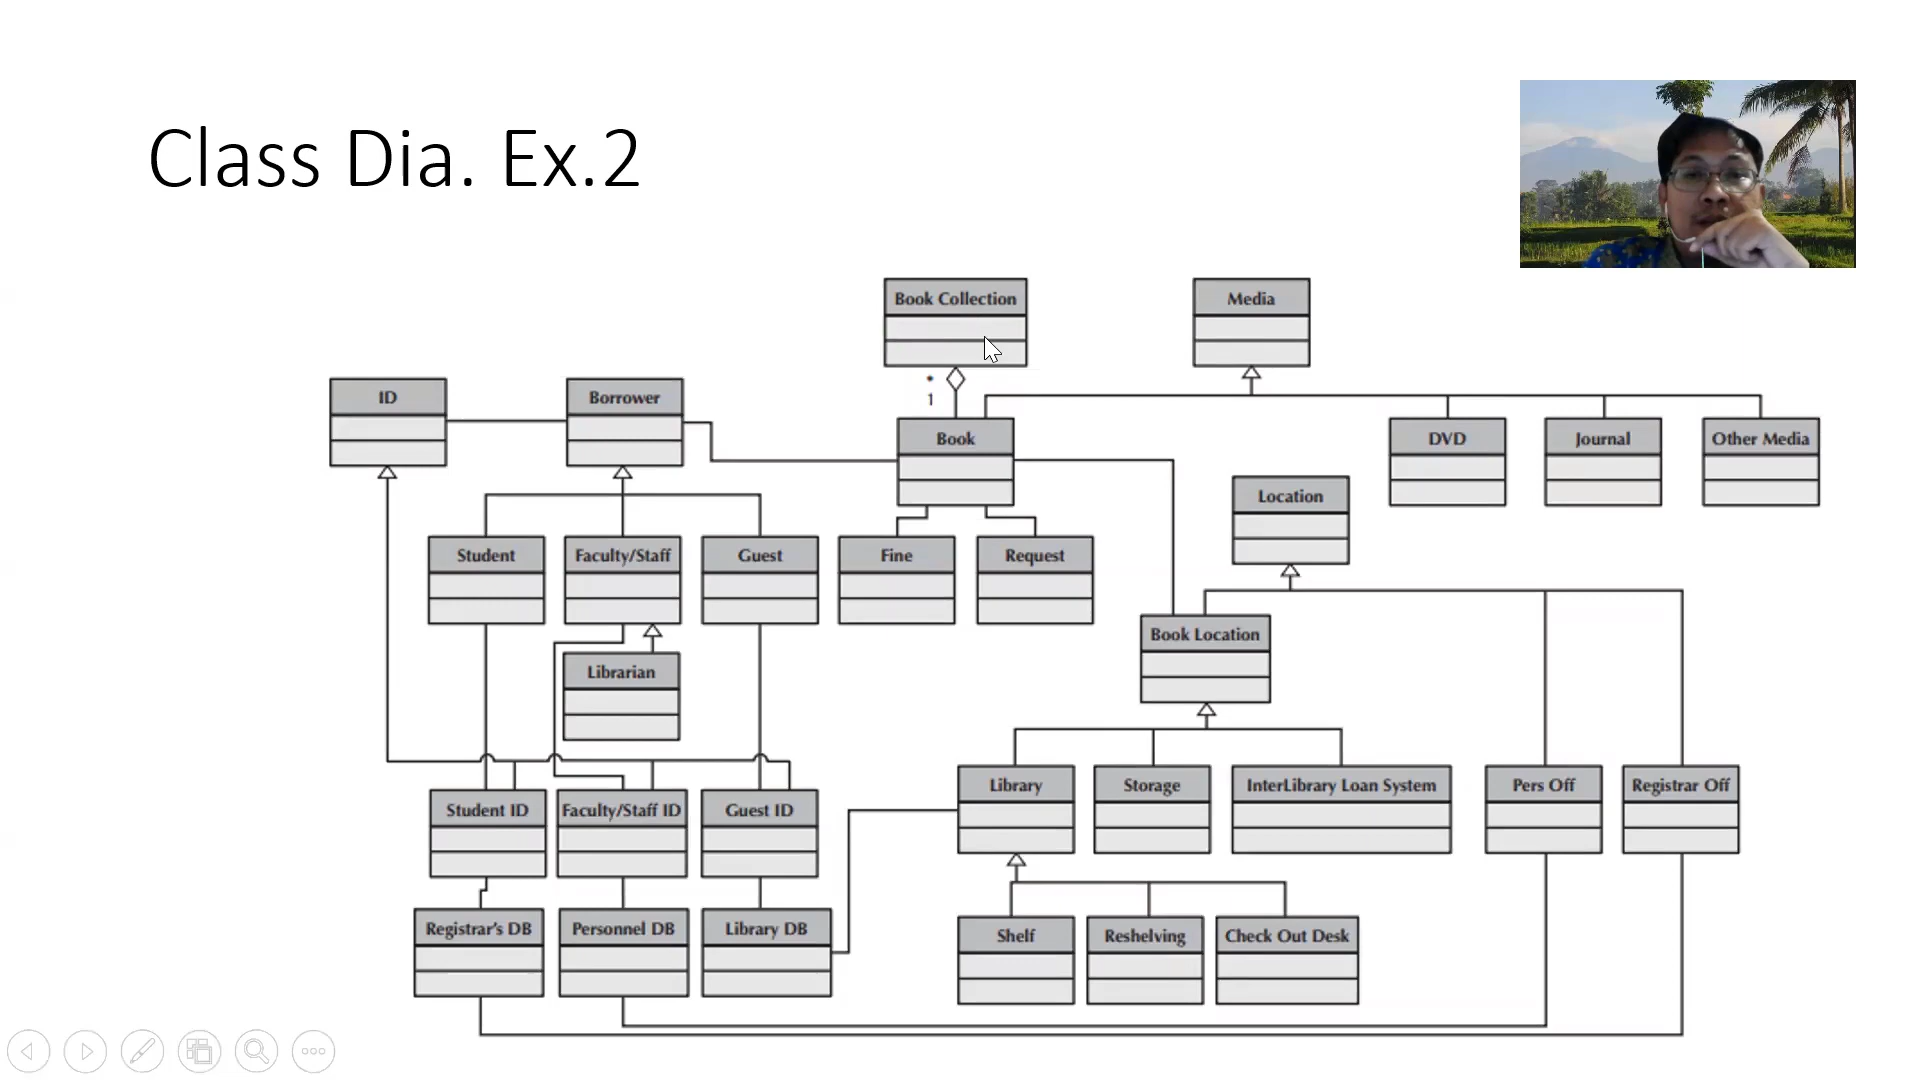 Class Dia. Ex.2
Book Collection
Media
*
1
ID
Borrower
Book
DVD
Journal
Other Media
Location
Student
Faculty/Staff
Guest
Fine
Request
Book Location
Librarian
Library
Storage
InterLibrary Loan System
Pers Off
Registrar Off
Student ID
Faculty/Staff ID
Guest ID
Registrar's DB
Personnel DB
Library DB
Shelf
Reshelving
Check Out Desk